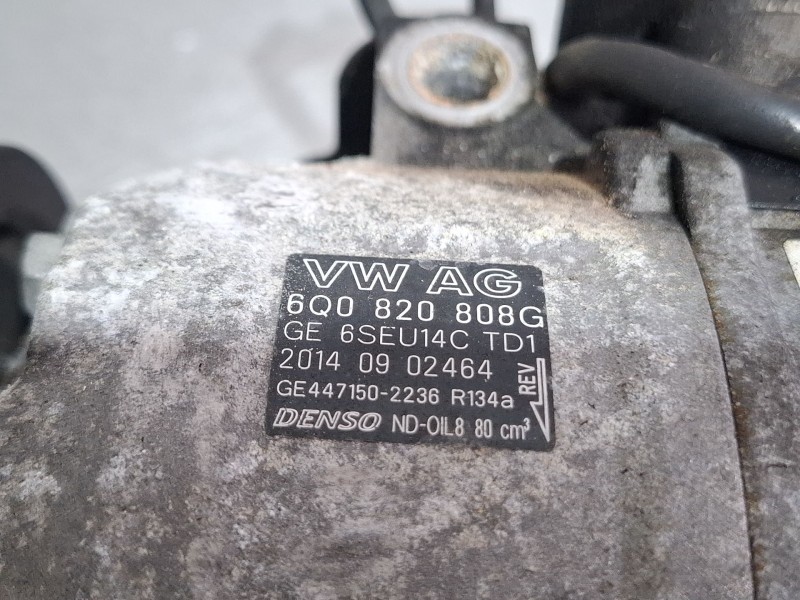 VW AG
6Q0 820 808G
GE 6SEU14C TD1
2014 09 02464
GE447150-2236 R134a
REV
DENSO ND-OIL8 80 cm³